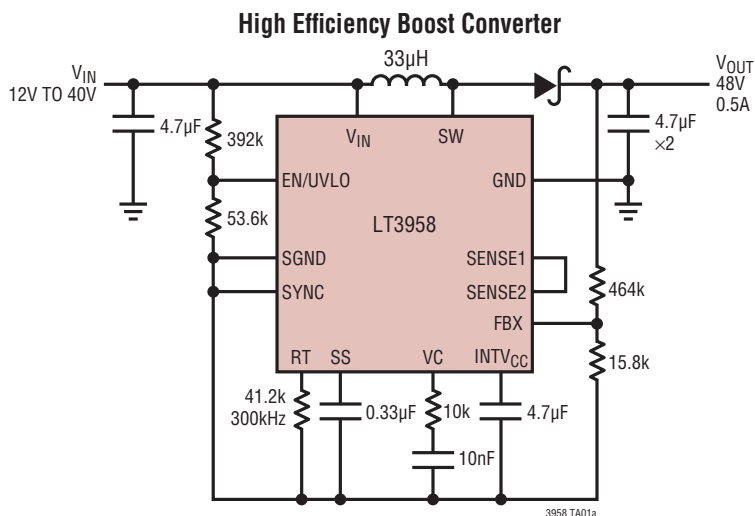 High Efficiency Boost Converter
VIN
12V TO 40V
33µH
VOUT
48V
0.5A
4.7µF
392k
4.7µF
×2
VIN
SW
EN/UVLO
GND
53.6k
LT3958
SGND
SENSE1
SYNC
SENSE2
464k
FBX
RT
SS
VC
INTVCC
15.8k
41.2k
300kHz
0.33µF
10k
4.7µF
10nF
3958 TA01a